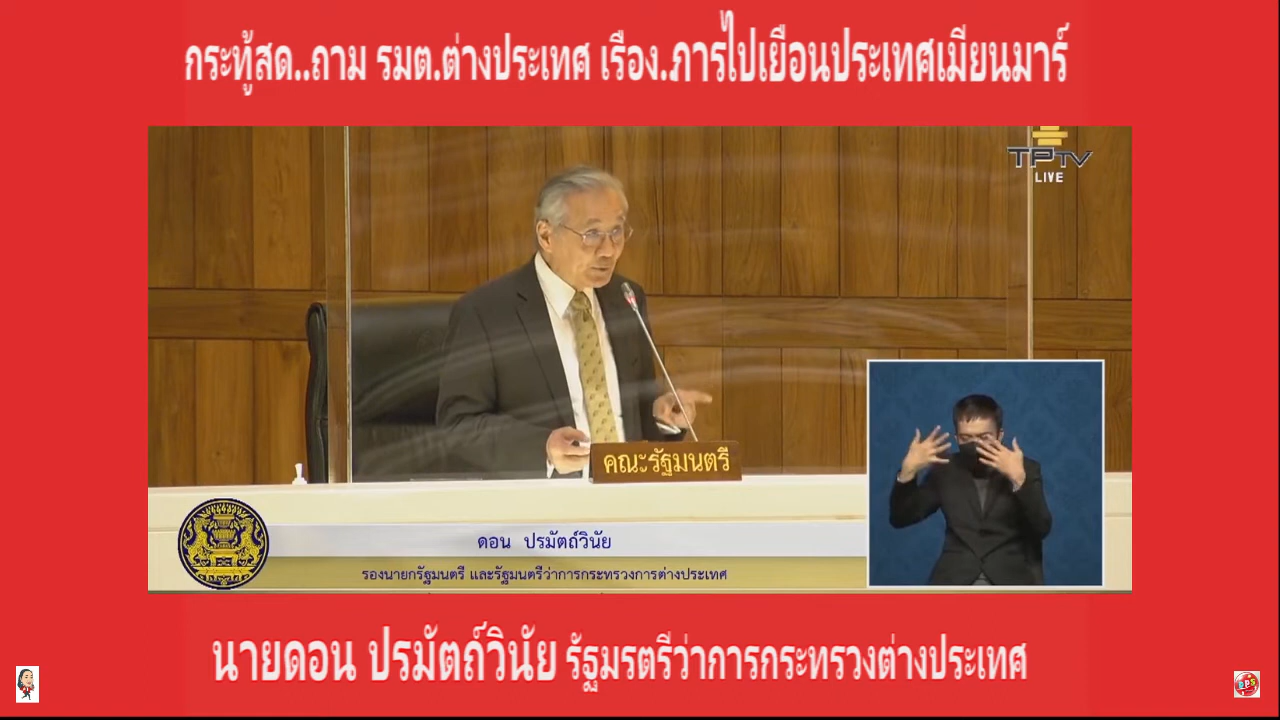 กระทู้สด..ถาม รมต.ต่างประเทศ เรือง.ภารไปเยือนประเทศเมียนมาร์
TPTV
LIVE
คณะรัฐมนตรี
ดอน ปรมัตถ์วินัย
รองนายกรัฐมนตรี และรัฐมนตรีว่าการกระทรวงการต่างประเทศ
นายดอน ปรมัตถ์วินัย รัฐมรตรีว่าการกระทรวงต่างประเทศ
PPS